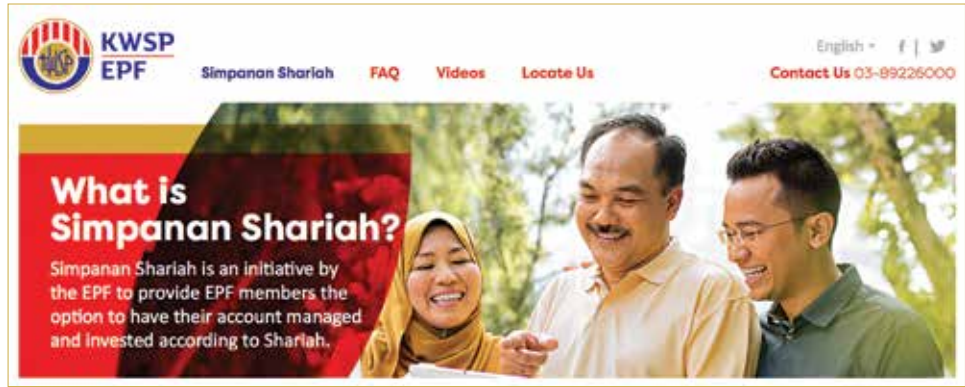 KWSP
EPF
English
Simpanan Shariah FAQ Videos Locate Us
Contact Us 03-89226000
What is
Simpanan Shariah?
Simpanan Shariah is an initiative by
the EPF to provide EPF members the
option to have their account managed
and invested according to Shariah.